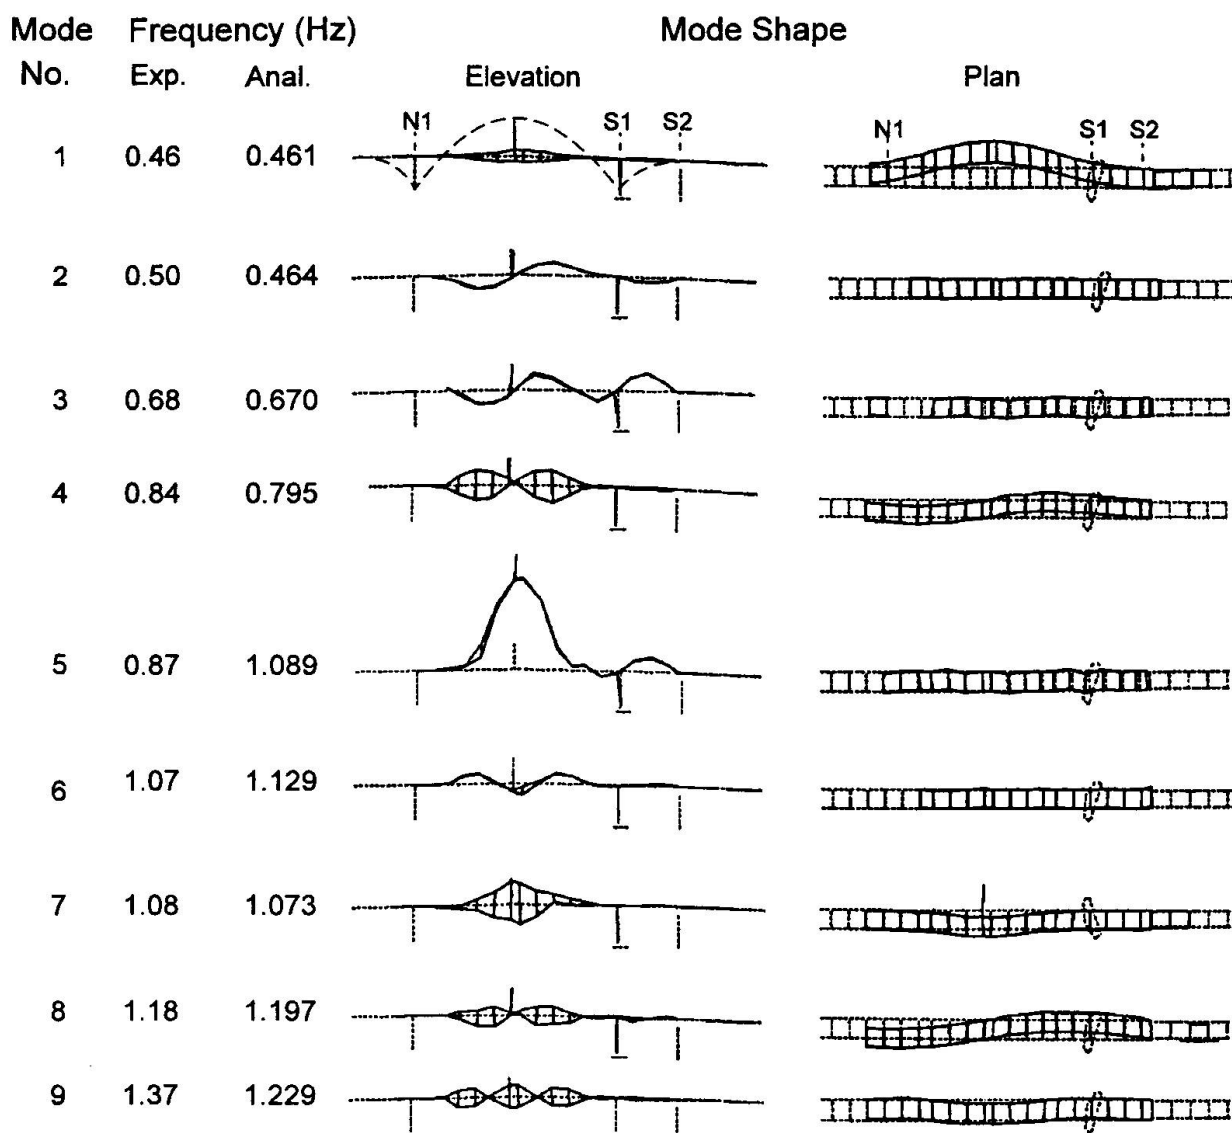 Mode Frequency (Hz) Mode Shape
No. Exp. Anal. Elevation Plan
N1 S1 S2 N1 S1 S2
1 0.46 0.461
2 0.50 0.464
3 0.68 0.670
4 0.84 0.795
5 0.87 1.089
6 1.07 1.129
7 1.08 1.073
8 1.18 1.197
9 1.37 1.229